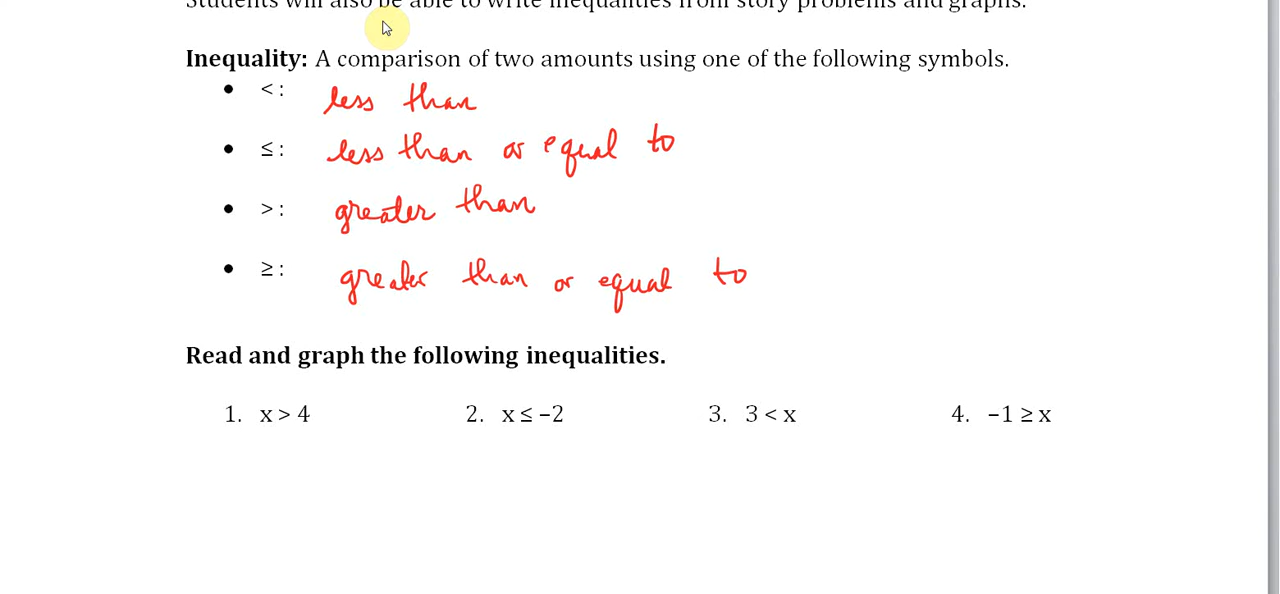 Students will also be able to write inequalities from story problems and graphs.
Inequality: A comparison of two amounts using one of the following symbols.
• <: less than
• ≤: less than or equal to
• >: greater than
• ≥: greater than or equal to
Read and graph the following inequalities.
1. x > 4 2. x ≤ −2 3. 3 < x 4. −1 ≥ x